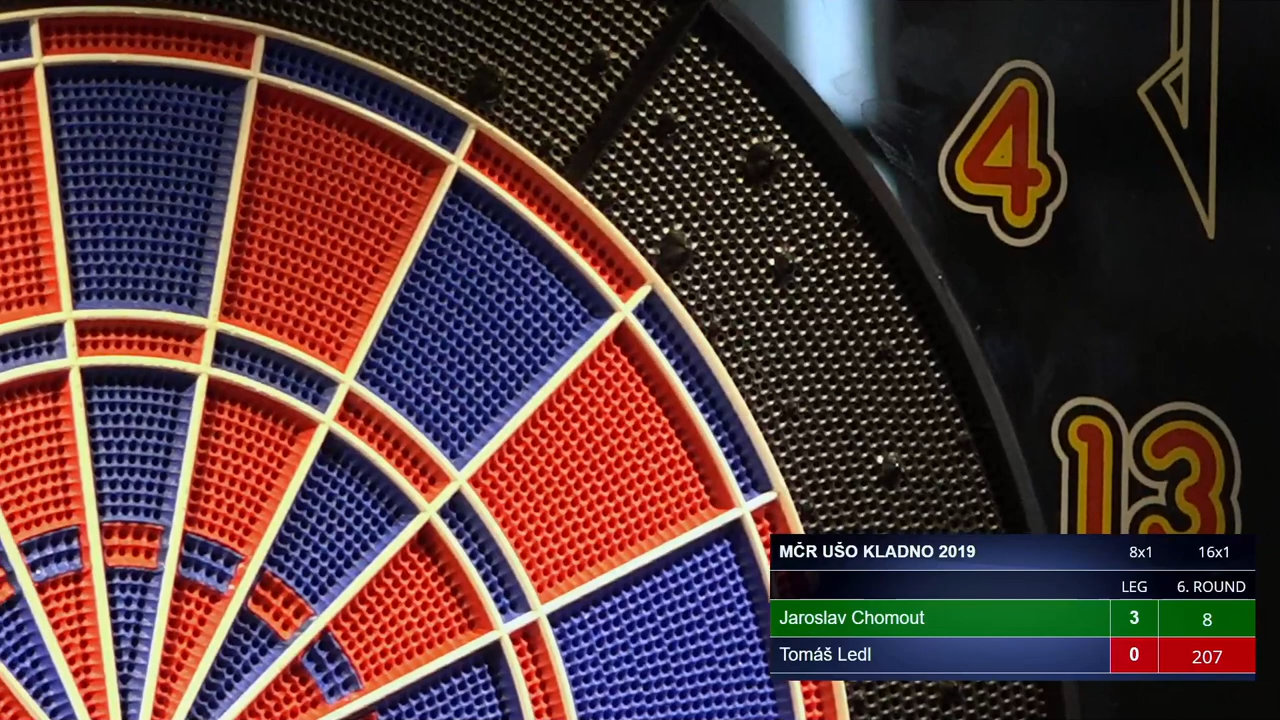 4
13
MČR UŠO KLADNO 2019 8x1 16x1
LEG 6. ROUND
Jaroslav Chomout 3 8
Tomáš Ledl 0 207